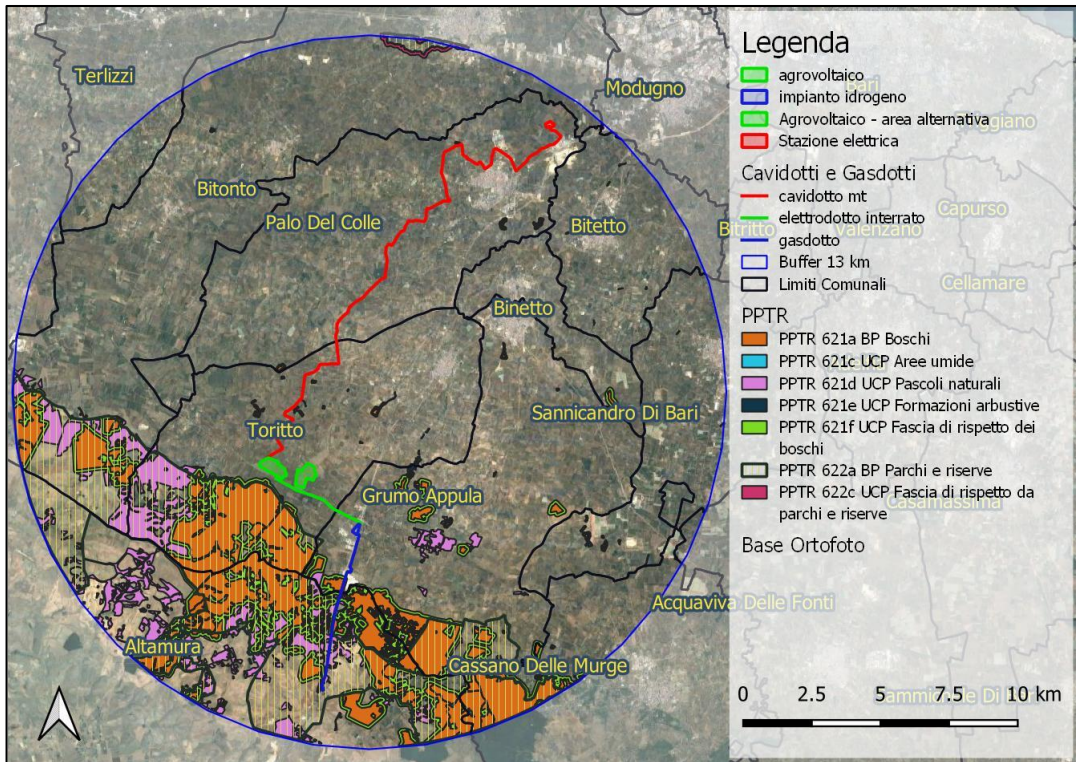 Terlizzi
Modugno
Bitonto
Palo Del Colle
Bitetto
Bitritto
Binetto
Sannicandro Di Bari
Toritto
Grumo Appula
Acquaviva Delle Fonti
Altamura
Cassano Delle Murge
Legenda
agrovoltaico
Bari
impianto idrogeno
Agrovoltaico - area alternativa
Stazione elettrica
Cavidotti e Gasdotti
cavidotto mt
Capurso
elettrodotto interrato
Valenzano
gasdotto
Buffer 13 km
Cellamare
Limiti Comunali
PPTR
PPTR 621a BP Boschi
PPTR 621c UCP Aree umide
PPTR 621d UCP Pascoli naturali
PPTR 621e UCP Formazioni arbustive
PPTR 621f UCP Fascia di rispetto dei
boschi
PPTR 622a BP Parchi e riserve
PPTR 622c UCP Fascia di rispetto da
parchi e riserve
Casamassima
Base Ortofoto
Sammichele Di Bari
0 2.5 5 7.5 10 km